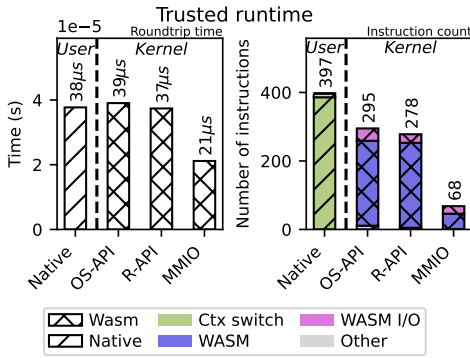 Trusted runtime
1e−5
Roundtrip time
User
Kernel
38μs
39μs
37μs
21μs
Time (s)
4
2
0
Native
OS-API
R-API
MMIO
Instruction count
User
Kernel
397
295
278
68
Number of instructions
400
200
0
Native
OS-API
R-API
MMIO
Wasm
Ctx switch
WASM I/O
Native
WASM
Other